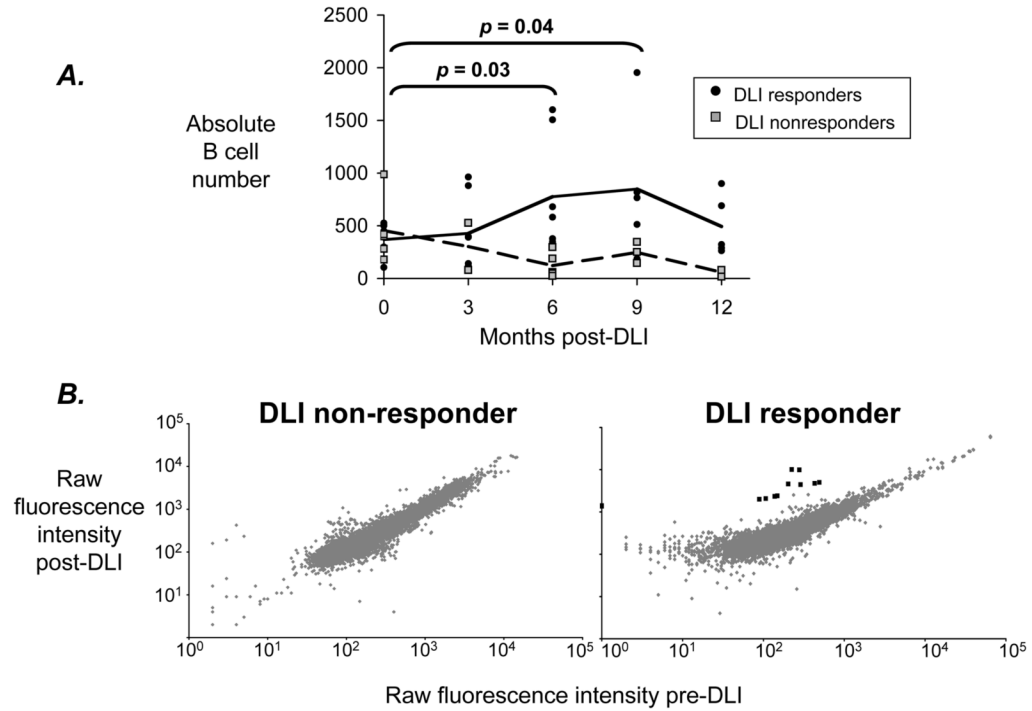 A.
Absolute
B cell
number
2500
2000
1500
1000
500
0
p = 0.04
p = 0.03
DLI responders
DLI nonresponders
0 3 6 9 12
Months post-DLI
B.
DLI non-responder
DLI responder
Raw
fluorescence
intensity
post-DLI
10⁵
10⁴
10³
10²
10¹
10⁰ 10¹ 10² 10³ 10⁴ 10⁵
10⁰ 10¹ 10² 10³ 10⁴ 10⁵
Raw fluorescence intensity pre-DLI